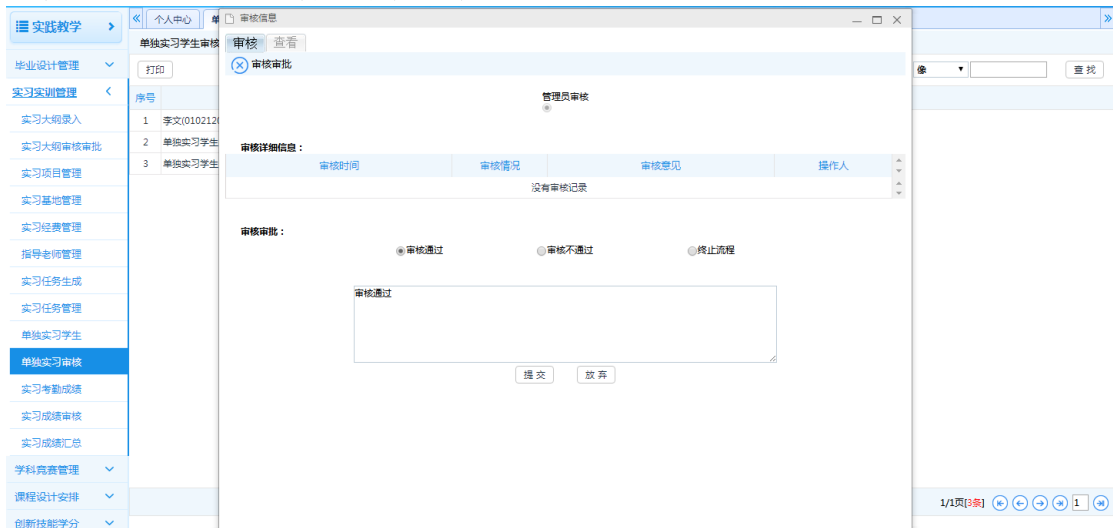 实践教学
毕业设计管理
实习实训管理
实习大纲录入
实习大纲审核审批
实习项目管理
实习基地管理
实习经费管理
指导老师管理
实习任务生成
实习任务管理
单独实习学生
单独实习审核
实习考勤成绩
实习成绩审核
实习成绩汇总
学科竞赛管理
课程设计安排
创新技能学分
个人中心
单独实习学生审核
打印
序号
1 李文(0102120
2 单独实习学生
3 单独实习学生
审核信息
审核 查看
审核审批
管理员审核
审核详细信息：
审核时间 审核情况 审核意见 操作人
没有审核记录
审核审批：
审核通过 审核不通过 终止流程
审核通过
提交 放弃
像 查找
1/1页[3条] 1